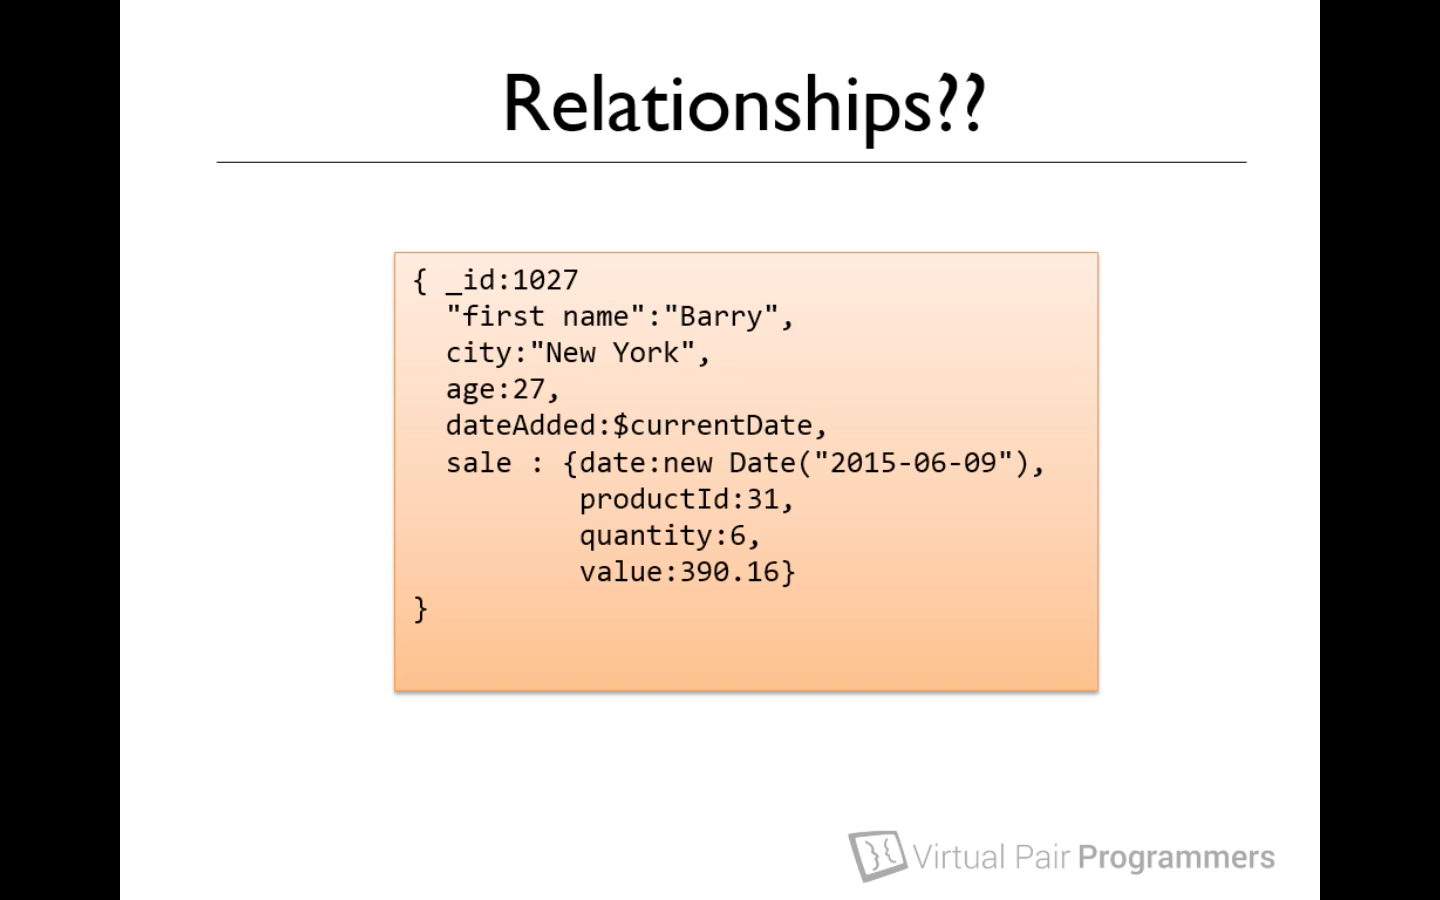 Relationships??
{ _id:1027
"first name":"Barry",
city:"New York",
age:27,
dateAdded:$currentDate,
sale : {date:new Date("2015-06-09"),
productId:31,
quantity:6,
value:390.16}
}
Virtual Pair Programmers